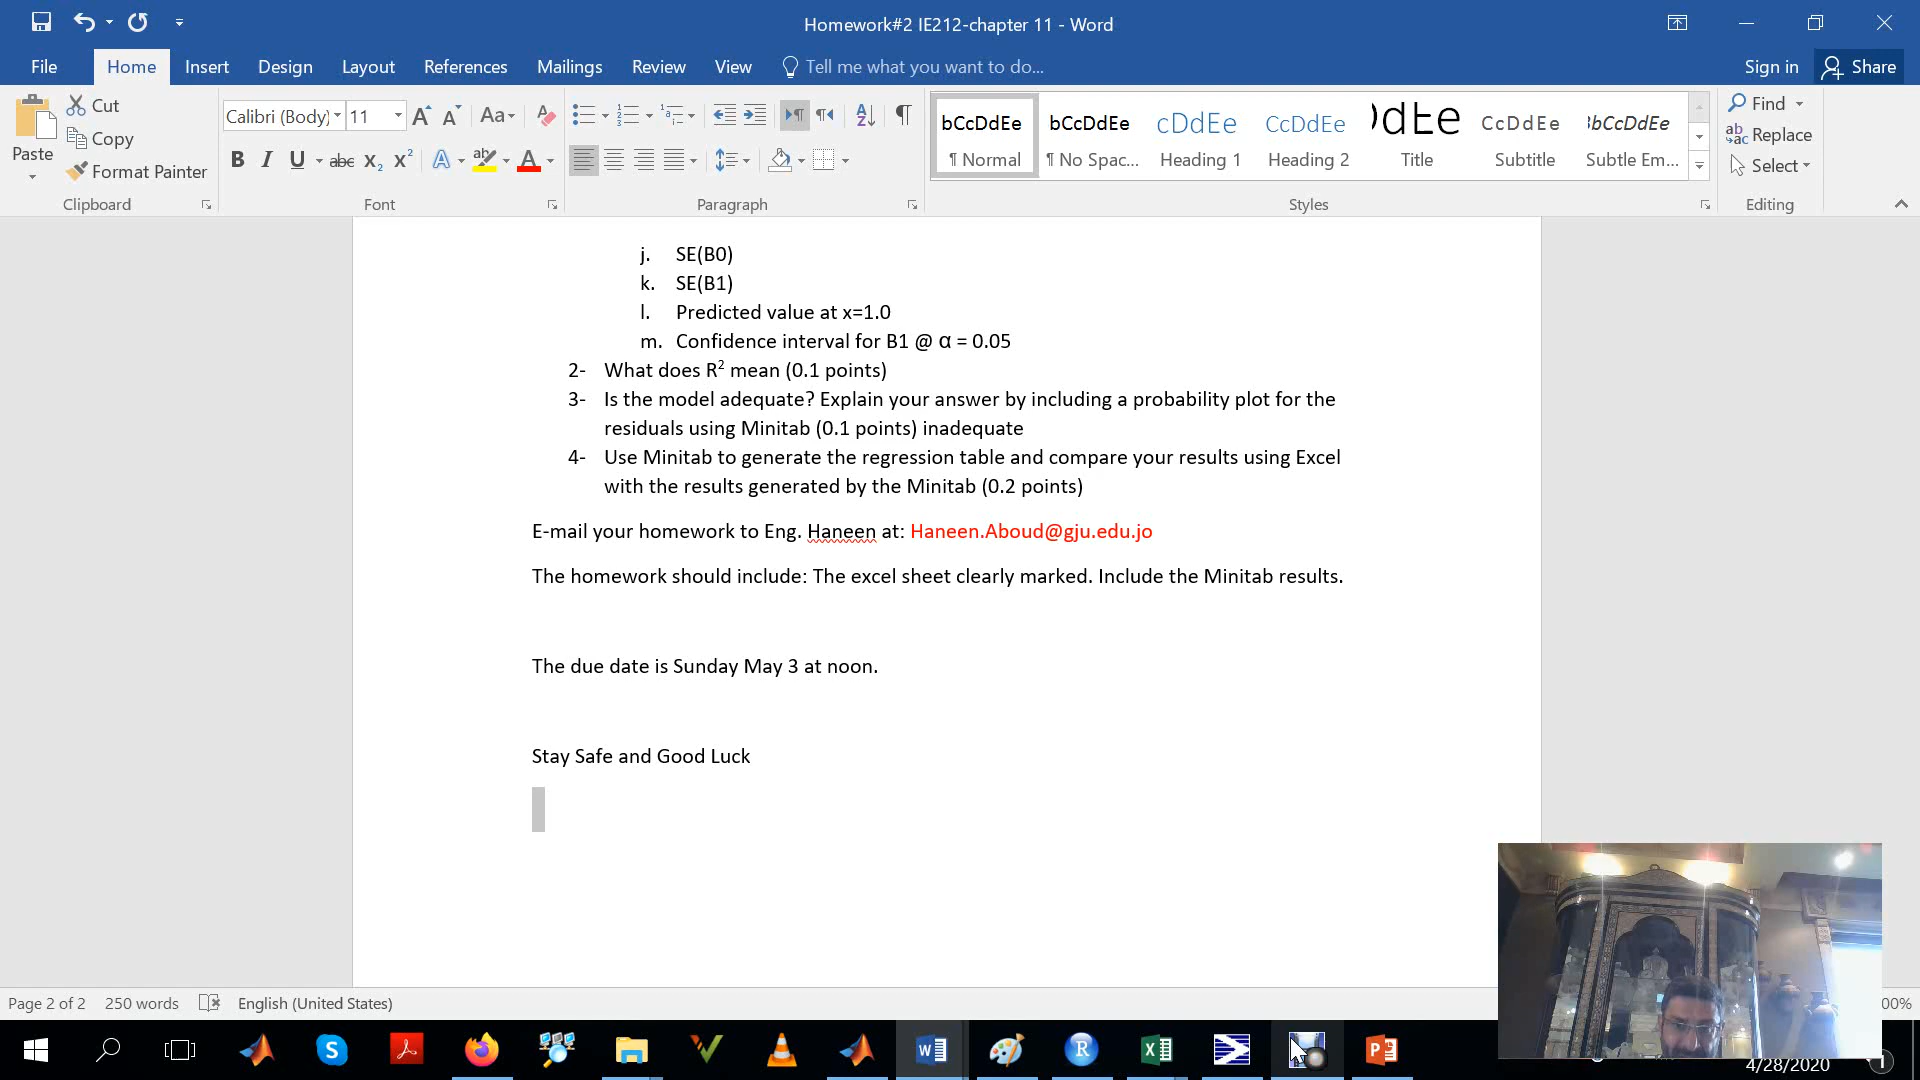 Homework#2 IE212-chapter 11 - Word
File Home Insert Design Layout References Mailings Review View Tell me what you want to do... Sign in Share
Paste
Cut
Copy
Format Painter
Clipboard
Calibri (Body) 11
Font
Paragraph
bCcDdEe bCcDdEe cDdEe CcDdEe CcDdEe
¶ Normal ¶ No Spac... Heading 1 Heading 2 Title Subtitle Subtle Em...
Styles
Find
Replace
Select
Editing
j. SE(B0)
k. SE(B1)
l. Predicted value at x=1.0
m. Confidence interval for B1 @ α = 0.05
2- What does R² mean (0.1 points)
3- Is the model adequate? Explain your answer by including a probability plot for the
residuals using Minitab (0.1 points) inadequate
4- Use Minitab to generate the regression table and compare your results using Excel
with the results generated by the Minitab (0.2 points)
E-mail your homework to Eng. Haneen at: Haneen.Aboud@gju.edu.jo
The homework should include: The excel sheet clearly marked. Include the Minitab results.
The due date is Sunday May 3 at noon.
Stay Safe and Good Luck
Page 2 of 2 250 words English (United States) 00%
4/28/2020